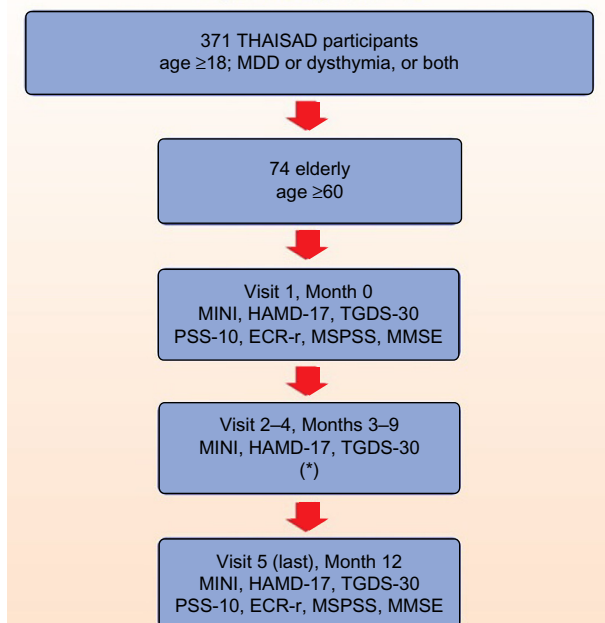 371 THAISAD participants
age ≥18; MDD or dysthymia, or both
74 elderly
age ≥60
Visit 1, Month 0
MINI, HAMD-17, TGDS-30
PSS-10, ECR-r, MSPSS, MMSE
Visit 2–4, Months 3–9
MINI, HAMD-17, TGDS-30
(*)
Visit 5 (last), Month 12
MINI, HAMD-17, TGDS-30
PSS-10, ECR-r, MSPSS, MMSE